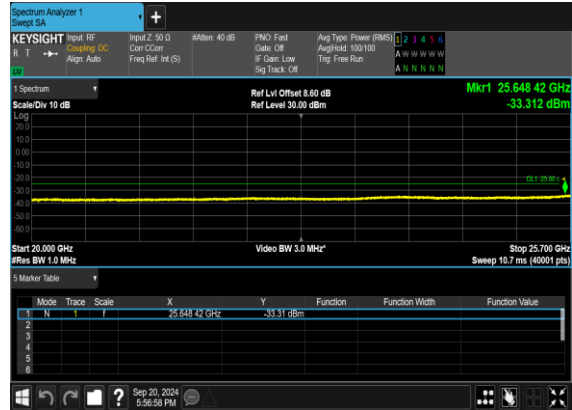 Spectrum Analyzer 1
Swept SA
+
KEYSIGHT Input: RF Input Z: 50 Ω #Atten: 40 dB PNO: Fast Avg Type: Power (RMS) 1 2 3 4 5 6
R T Coupling: DC Corr CCorr Gate: Off Avg|Hold: 100/100 A W W W W W
Align: Auto Freq Ref: Int (S) IF Gain: Low Trig: Free Run
Sig Track: Off A N N N N N
1 Spectrum Ref Lvl Offset 8.60 dB Mkr1 25.648 42 GHz
Scale/Div 10 dB Ref Level 30.00 dBm -33.312 dBm
Log
20.0
10.0
0.00
-10.0
-20.0
DL1 -25.00
-30.0
-40.0
-50.0
-60.0
Start 20.000 GHz Video BW 3.0 MHz* Stop 25.700 GHz
#Res BW 1.0 MHz Sweep 10.7 ms (40001 pts)
5 Marker Table
Mode Trace Scale X Y Function Function Width Function Value
1 N 1 f 25.648 42 GHz -33.31 dBm
2
3
4
5
6
? Sep 20, 2024
5:56:58 PM